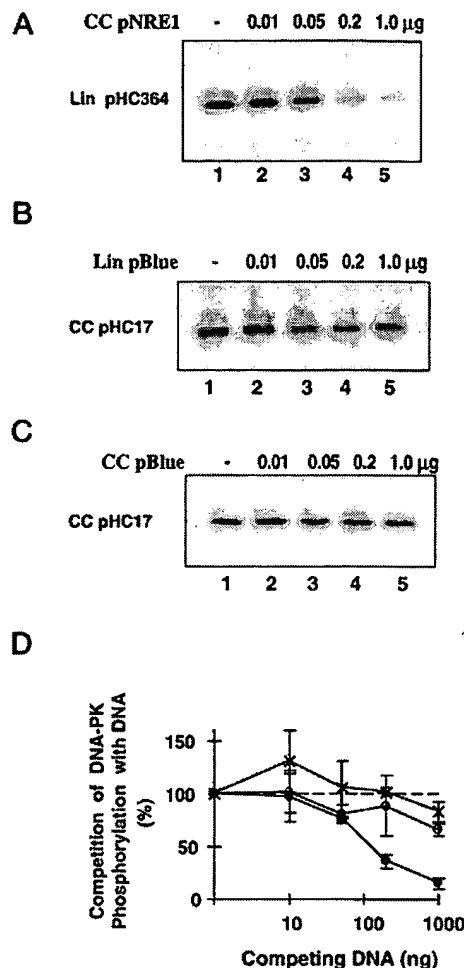 A
CC pNRE1 - 0.01 0.05 0.2 1.0 µg
Lin pHC364
1 2 3 4 5
B
Lin pBlue - 0.01 0.05 0.2 1.0 µg
CC pHC17
1 2 3 4 5
C
CC pBlue - 0.01 0.05 0.2 1.0 µg
CC pHC17
1 2 3 4 5
D
Competition of DNA-PK
Phosphorylation with DNA
(%)
150
100
50
0
10 100 1000
Competing DNA (ng)